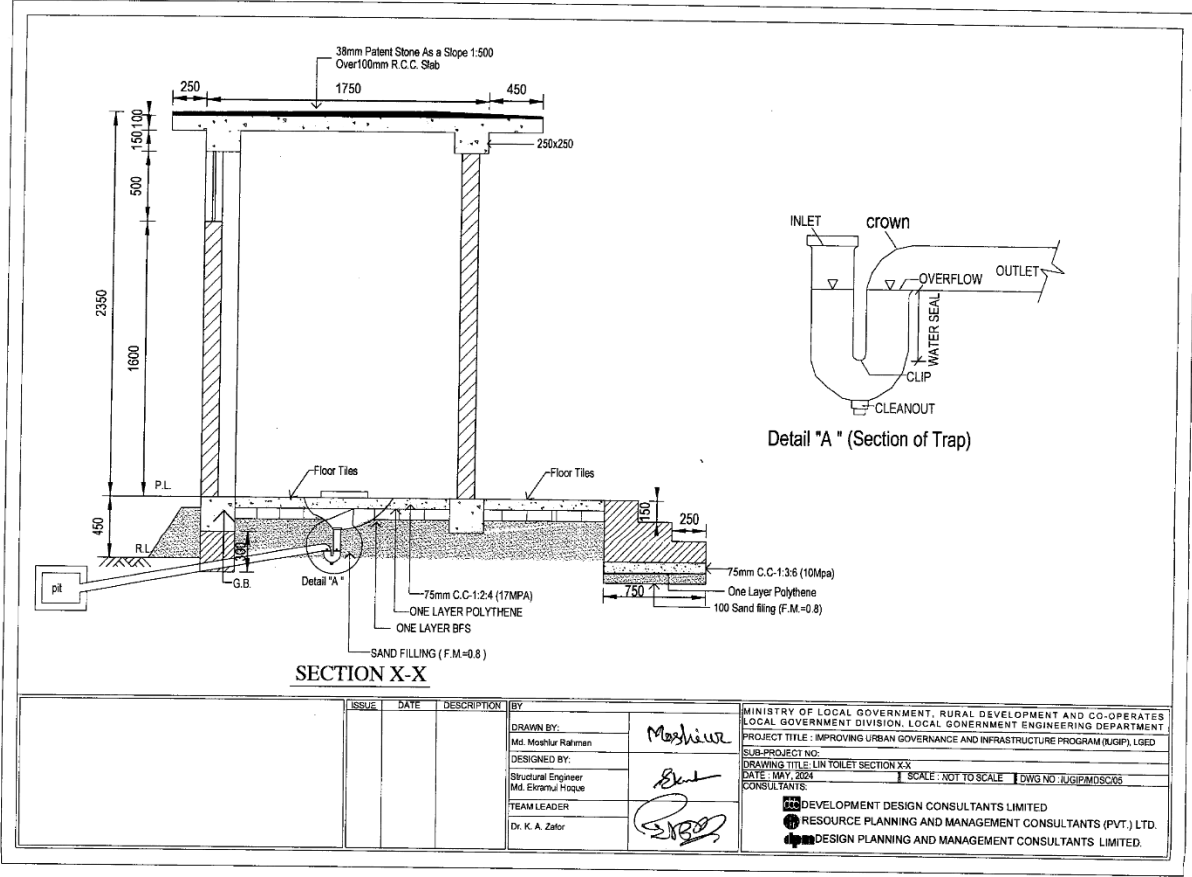 38mm Patent Stone As a Slope 1:500
Over100mm R.C.C. Slab
250
1750
450
100
150
250x250
500
2350
1600
INLET
crown
OUTLET
OVERFLOW
WATER SEAL
CLIP
CLEANOUT
Detail "A " (Section of Trap)
Floor Tiles
Floor Tiles
P.L.
450
R.L.
150
250
300
pit
G.B.
Detail "A"
75mm C.C-1:3:6 (10Mpa)
One Layer Polythene
750
100 Sand filing (F.M.=0.8)
75mm C.C-1:2:4 (17MPA)
ONE LAYER POLYTHENE
ONE LAYER BFS
SAND FILLING ( F.M.=0.8 )
SECTION X-X
ISSUE DATE DESCRIPTION BY
DRAWN BY:
Md. Moshiur Rahman
Moshiur
DESIGNED BY:
Structural Engineer
Md. Ekramul Hoque
TEAM LEADER
Dr. K. A. Zafor
MINISTRY OF LOCAL GOVERNMENT, RURAL DEVELOPMENT AND CO-OPERATES
LOCAL GOVERNMENT DIVISION. LOCAL GONERNMENT ENGINEERING DEPARTMENT
PROJECT TITLE : IMPROVING URBAN GOVERNANCE AND INFRASTRUCTURE PROGRAM (IUGIP), LGED
SUB-PROJECT NO:
DRAWING TITLE: LIN TOILET SECTION X-X
DATE : MAY, 2024 SCALE : NOT TO SCALE DWG NO : IUGIP/MDSC/05
CONSULTANTS:
DEVELOPMENT DESIGN CONSULTANTS LIMITED
RESOURCE PLANNING AND MANAGEMENT CONSULTANTS (PVT.) LTD.
dpm DESIGN PLANNING AND MANAGEMENT CONSULTANTS LIMITED.